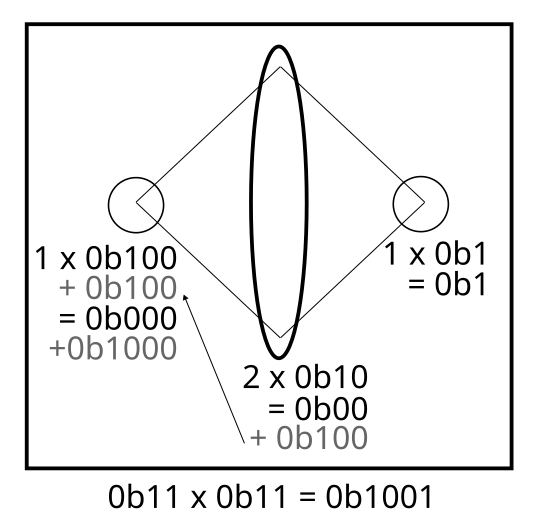 1 x 0b100
+ 0b100
= 0b000
+0b1000
1 x 0b1
= 0b1
2 x 0b10
= 0b00
+ 0b100
0b11 x 0b11 = 0b1001